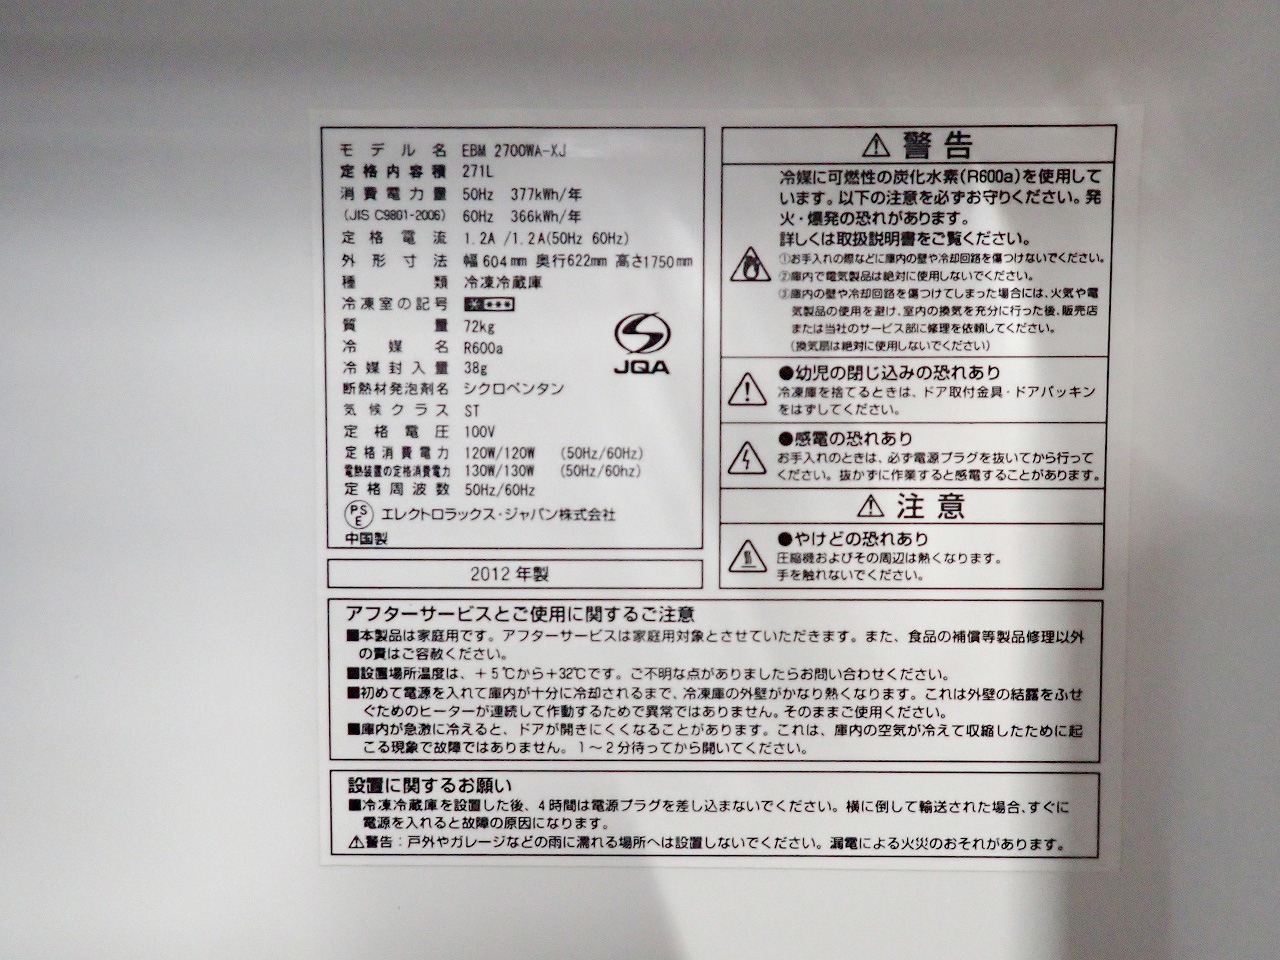 モデル名 EBM 2700WA-XJ
定格内容積 271L
消費電力量 50Hz 377kWh/年
(JIS C9801-2006) 60Hz 366kWh/年
定格電流 1.2A /1.2A(50Hz 60Hz)
外形寸法 幅604mm 奥行622mm 高さ1750mm
種類 冷凍冷蔵庫
冷凍室の記号
質量 72kg
冷媒名 R600a
冷媒封入量 38g
断熱材発泡剤名 シクロペンタン
気候クラス ST
定格電圧 100V
定格消費電力 120W/120W (50Hz/60Hz)
電熱装置の定格消費電力 130W/130W (50Hz/60hz)
定格周波数 50Hz/60Hz
PSE エレクトロラックス・ジャパン株式会社
中国製
JQA
2012年製
⚠警告
冷媒に可燃性の炭化水素(R600a)を使用して
います。以下の注意を必ずお守りください。発
火・爆発の恐れがあります。
詳しくは取扱説明書をご覧ください。
①お手入れの際などに庫内の壁や冷却回路を傷つけないでください。
②庫内で電気製品は絶対に使用しないでください。
③庫内の壁や冷却回路を傷つけてしまった場合には、火気や電
気製品の使用を避け、室内の換気を充分に行った後、販売店
または当社のサービス部に修理を依頼してください。
(換気扇は絶対に使用しないでください)
●幼児の閉じ込みの恐れあり
冷凍庫を捨てるときは、ドア取付金具・ドアパッキン
をはずしてください。
●感電の恐れあり
お手入れのときは、必ず電源プラグを抜いてから行って
ください。抜かずに作業すると感電することがあります。
⚠注意
●やけどの恐れあり
圧縮機およびその周辺は熱くなります。
手を触れないでください。
アフターサービスとご使用に関するご注意
■本製品は家庭用です。アフターサービスは家庭用対象とさせていただきます。また、食品の補償等製品修理以外
の責はご容赦ください。
■設置場所温度は、+5℃から+32℃です。ご不明な点がありましたらお問い合わせください。
■初めて電源を入れて庫内が十分に冷却されるまで、冷凍庫の外壁がかなり熱くなります。これは外壁の結露をふせ
ぐためのヒーターが連続して作動するためで異常ではありません。そのままご使用ください。
■庫内が急激に冷えると、ドアが開きにくくなることがあります。これは、庫内の空気が冷えて収縮したために起
こる現象で故障ではありません。1〜2分待ってから開いてください。
設置に関するお願い
■冷凍冷蔵庫を設置した後、4時間は電源プラグを差し込まないでください。横に倒して輸送された場合、すぐに
電源を入れると故障の原因になります。
⚠警告：戸外やガレージなどの雨に濡れる場所へは設置しないでください。漏電による火災のおそれがあります。